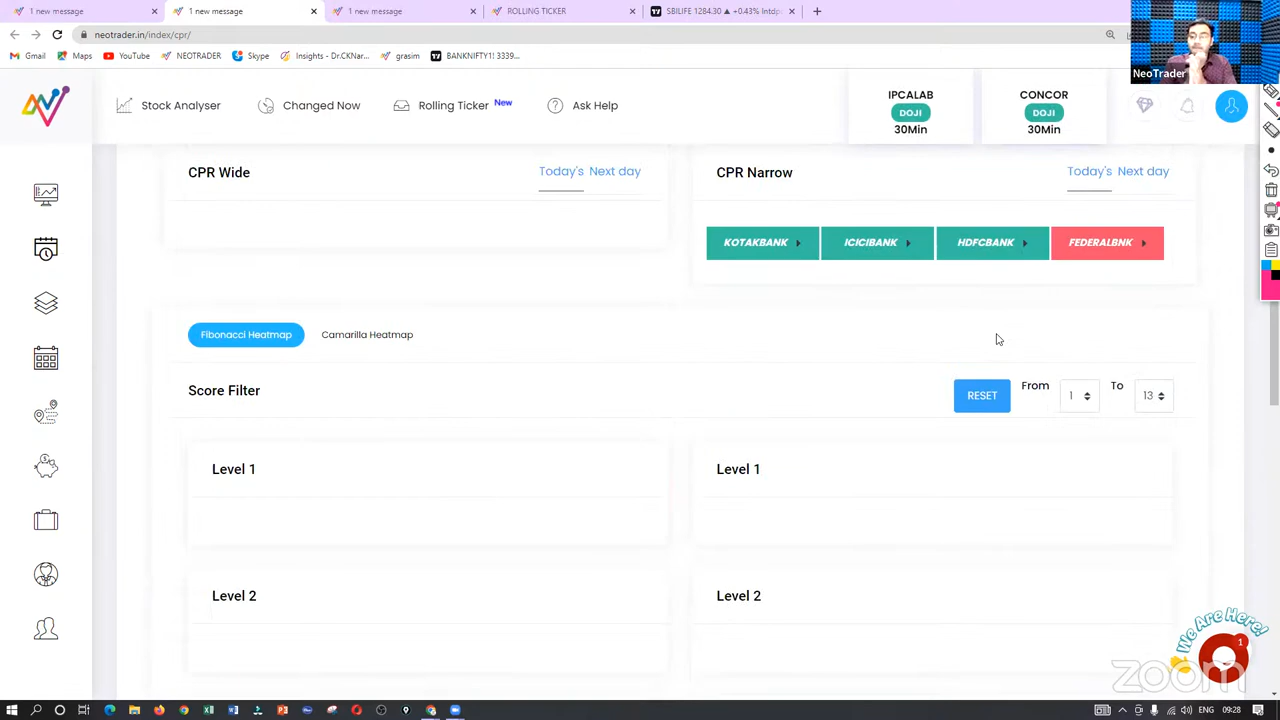 1 new message
1 new message
1 new message
ROLLING TICKER
SBILIFE 1284.30 ▲ +0.43% Intdp
neotrader.in/index/cpr/
Gmail
Maps
YouTube
NEOTRADER
Skype
Insights - Dr.CKNar...
grasim
BANKNIFTY1! 33...
NeoTrader
Stock Analyser
Changed Now
Rolling Ticker New
Ask Help
IPCALAB
DOJI
30Min
CONCOR
DOJI
30Min
CPR Wide
Today's Next day
CPR Narrow
Today's Next day
KOTAKBANK
ICICIBANK
HDFCBANK
FEDERALBNK
Fibonacci Heatmap
Camarilla Heatmap
Score Filter
RESET
From
1
To
13
Level 1
Level 1
Level 2
Level 2
We Are Here!
1
zoom
ENG
09:28